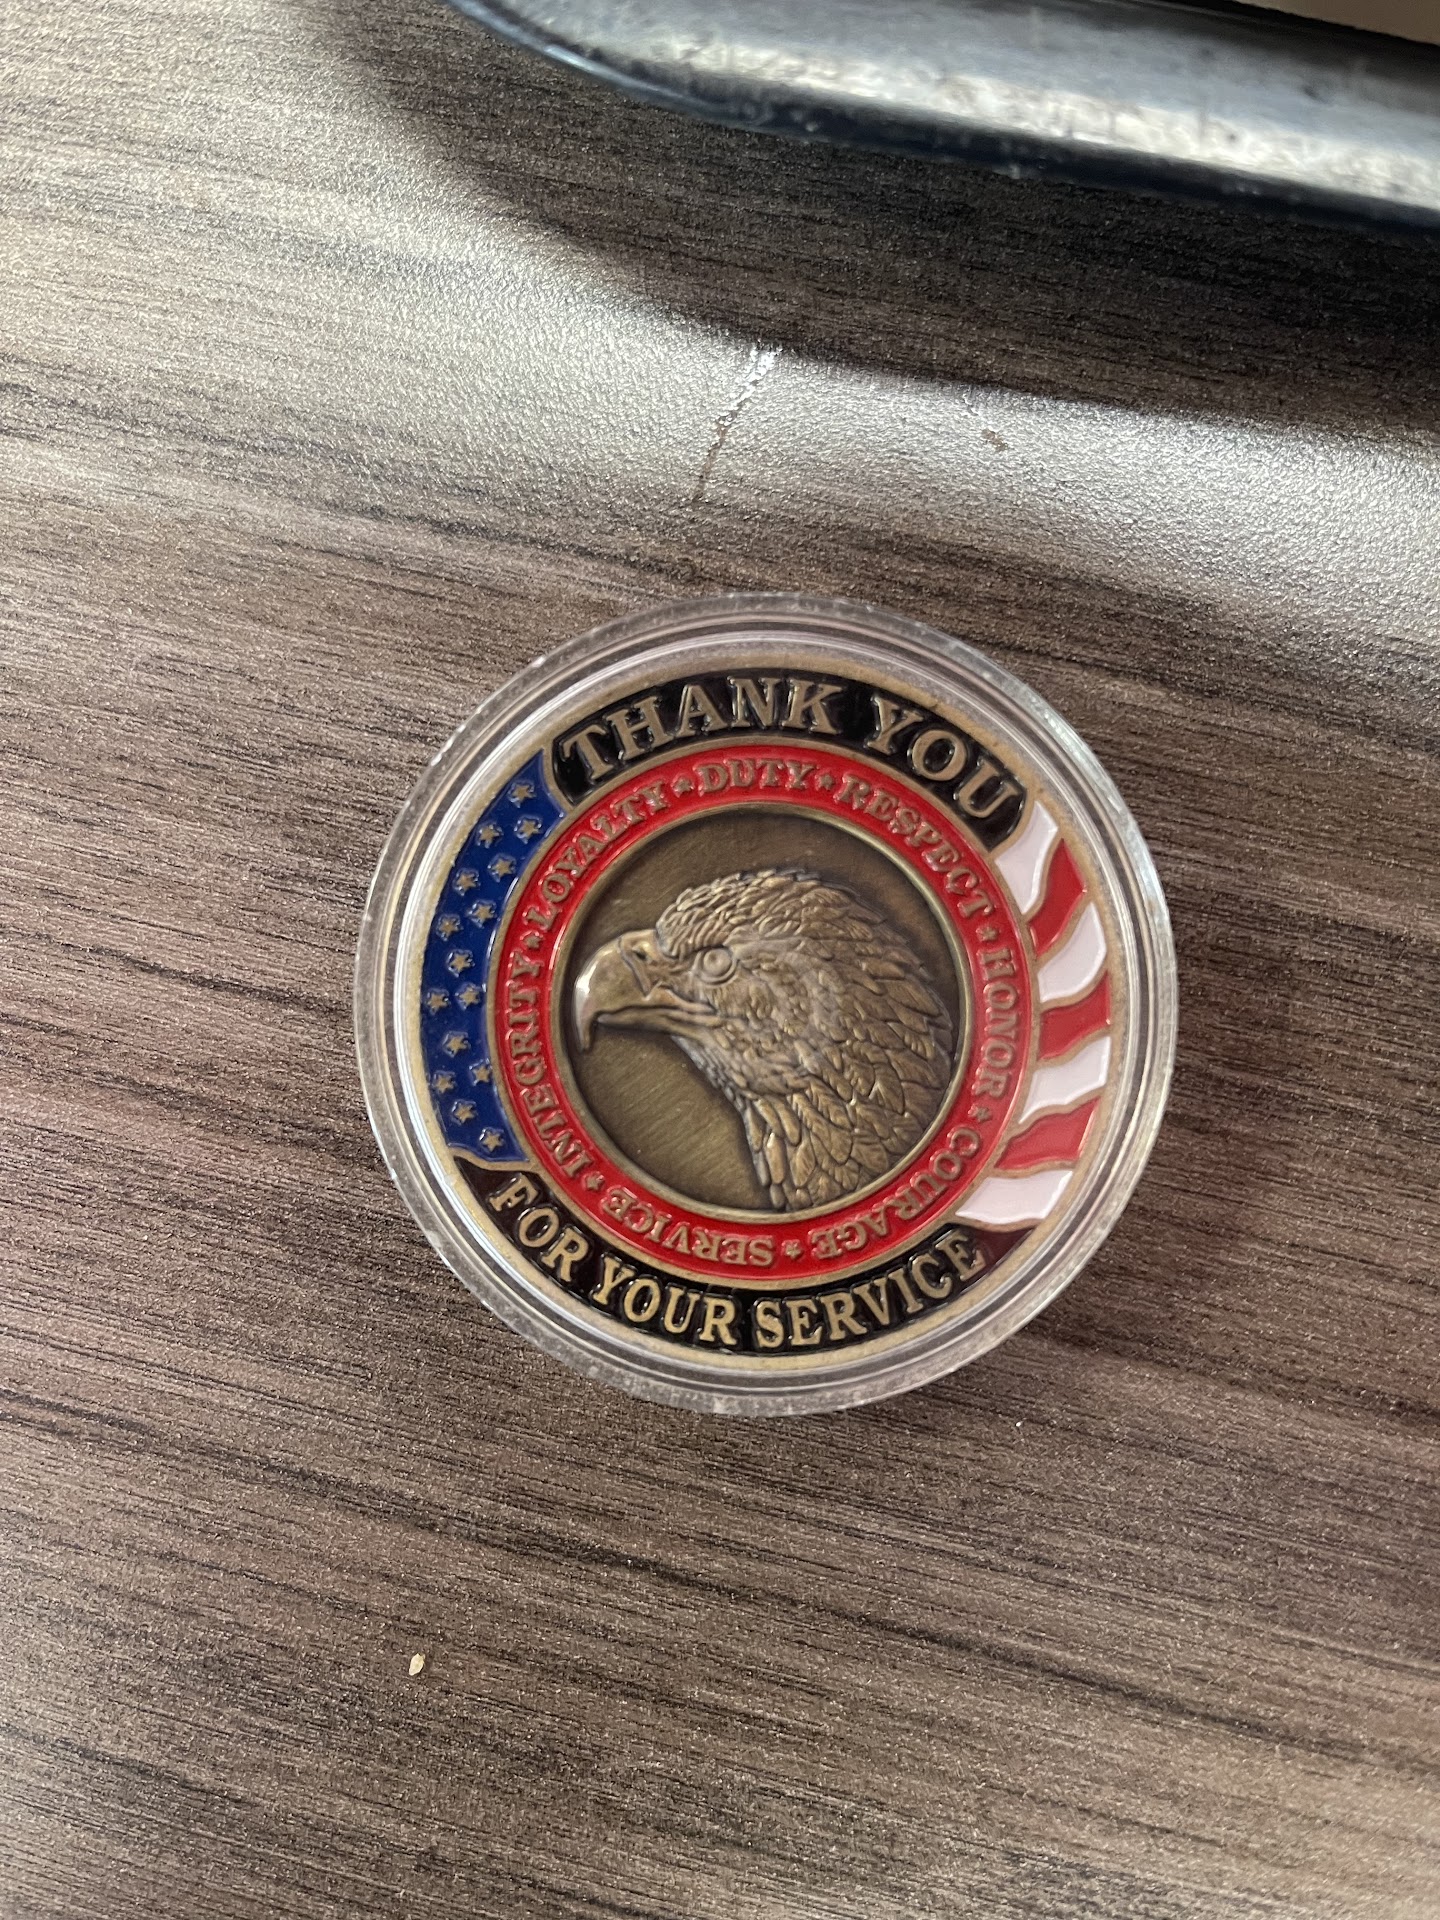 THANK YOU
LOYALTY ★ DUTY ★ RESPECT ★ HONOR ★ COURAGE ★ SERVICE ★ INTEGRITY ★
FOR YOUR SERVICE